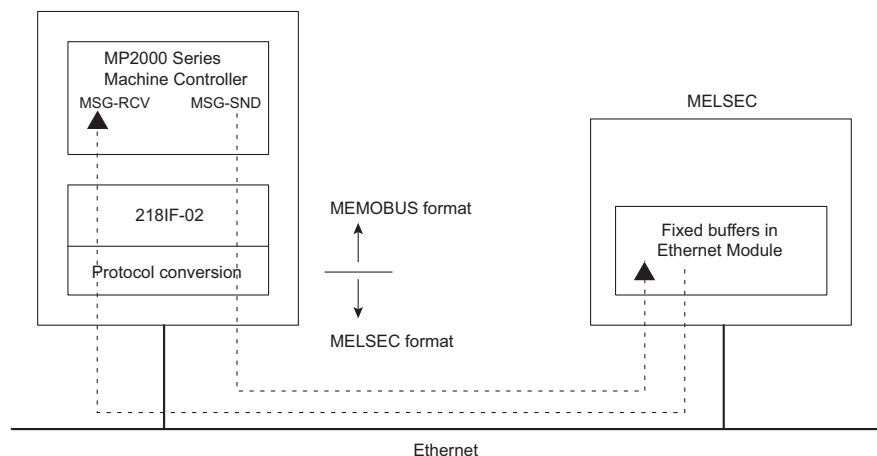 MP2000 Series
Machine Controller
MSG-RCV MSG-SND
218IF-02
Protocol conversion
MEMOBUS format
MELSEC format
MELSEC
Fixed buffers in
Ethernet Module
Ethernet